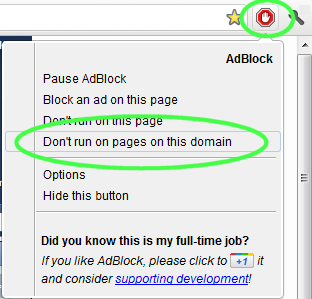 AdBlock
Pause AdBlock
Block an ad on this page
Don't run on this page
Don't run on pages on this domain
Options
Hide this button
Did you know this is my full-time job?
If you like AdBlock, please click to +1 it
and consider supporting development!